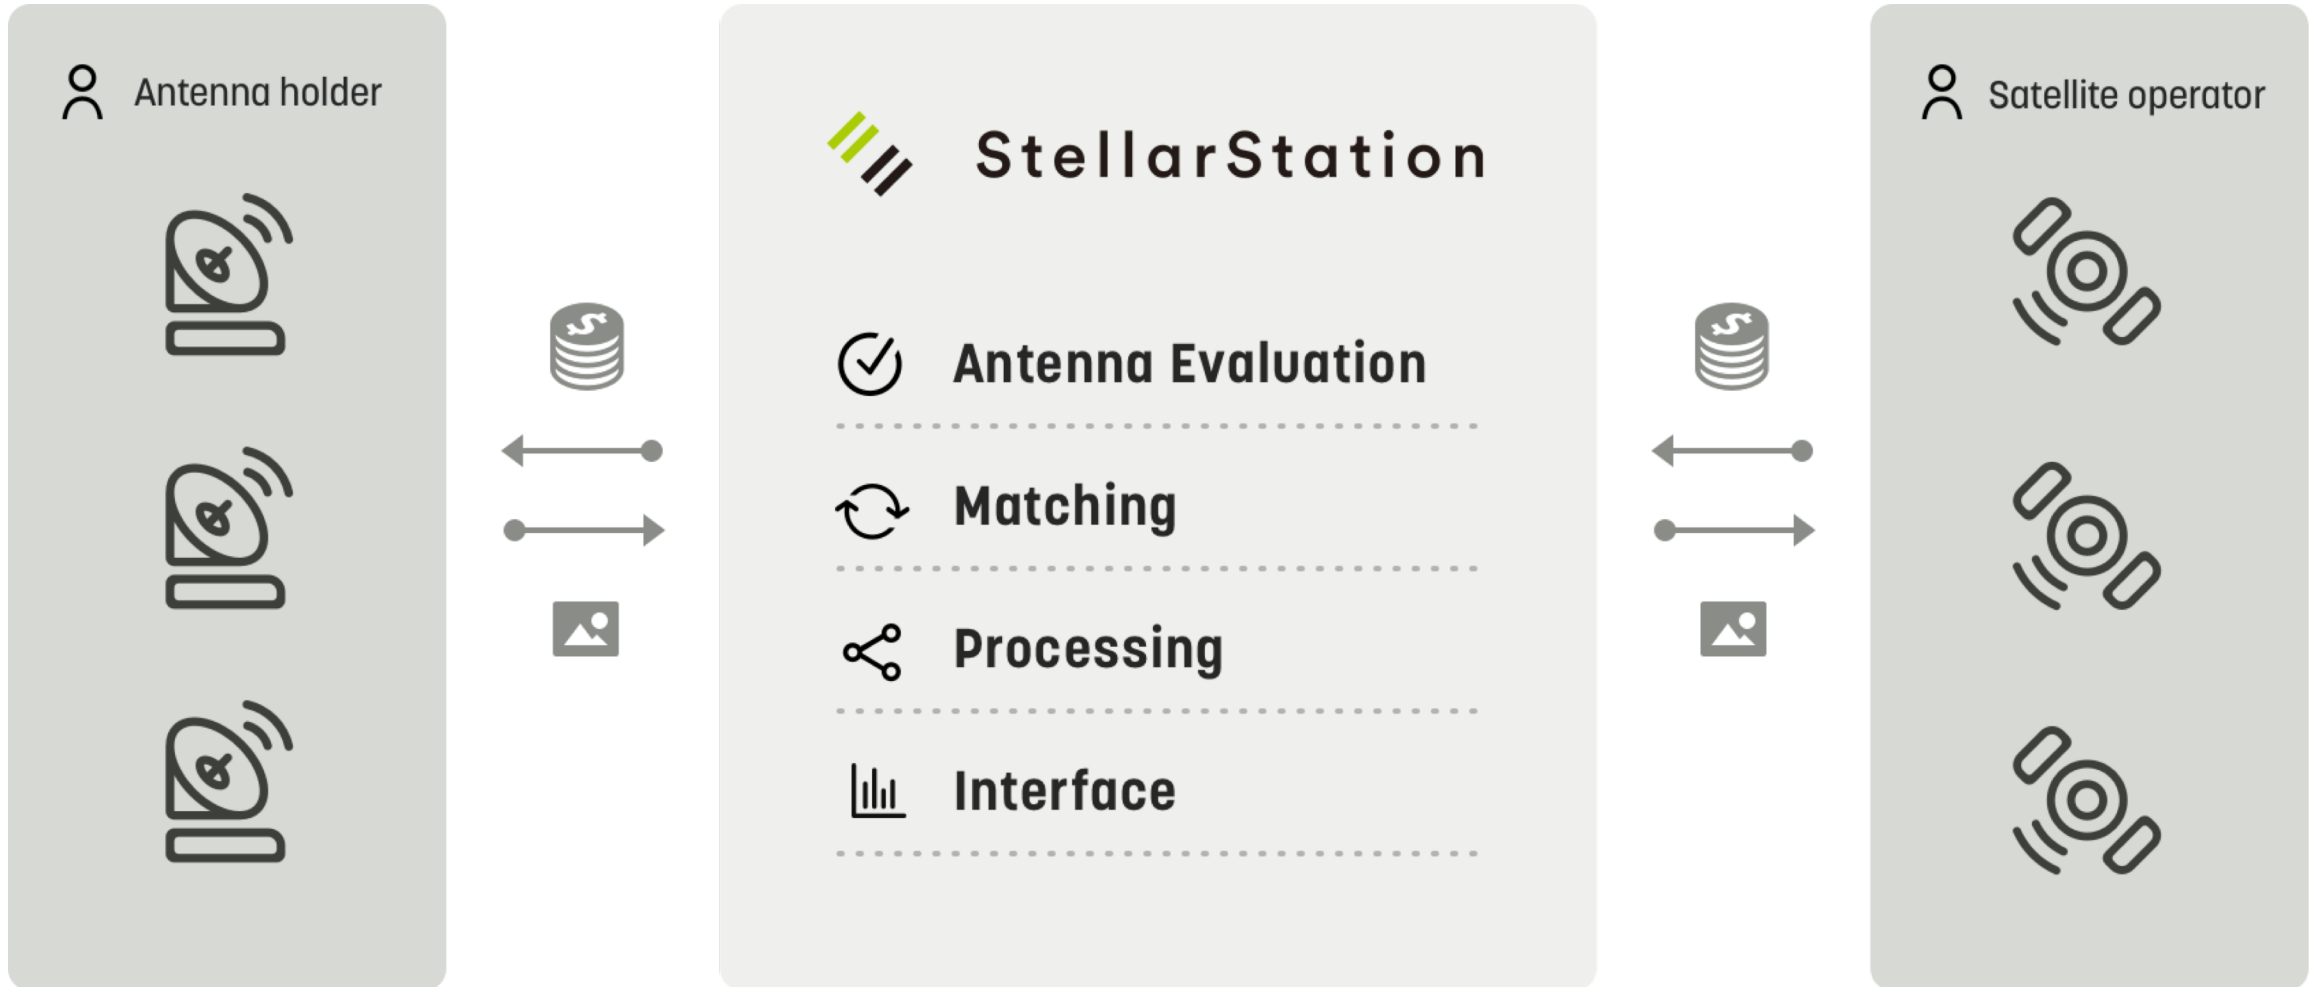 Antenna holder
StellarStation
Antenna Evaluation
Matching
Processing
Interface
Satellite operator